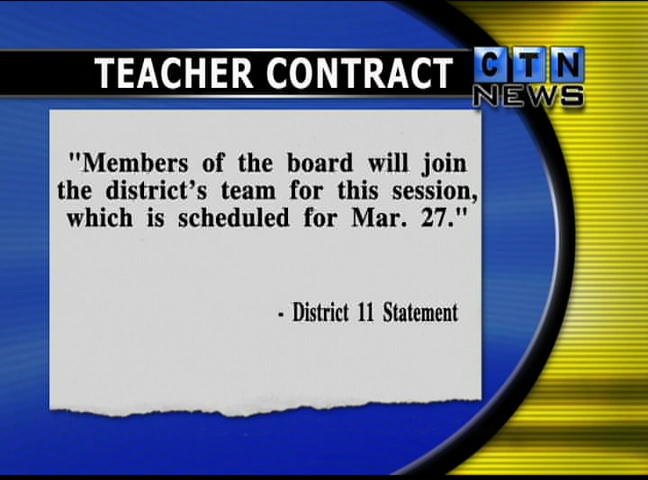 TEACHER CONTRACT
CTN
NEWS
"Members of the board will join
the district's team for this session,
which is scheduled for Mar. 27."
- District 11 Statement